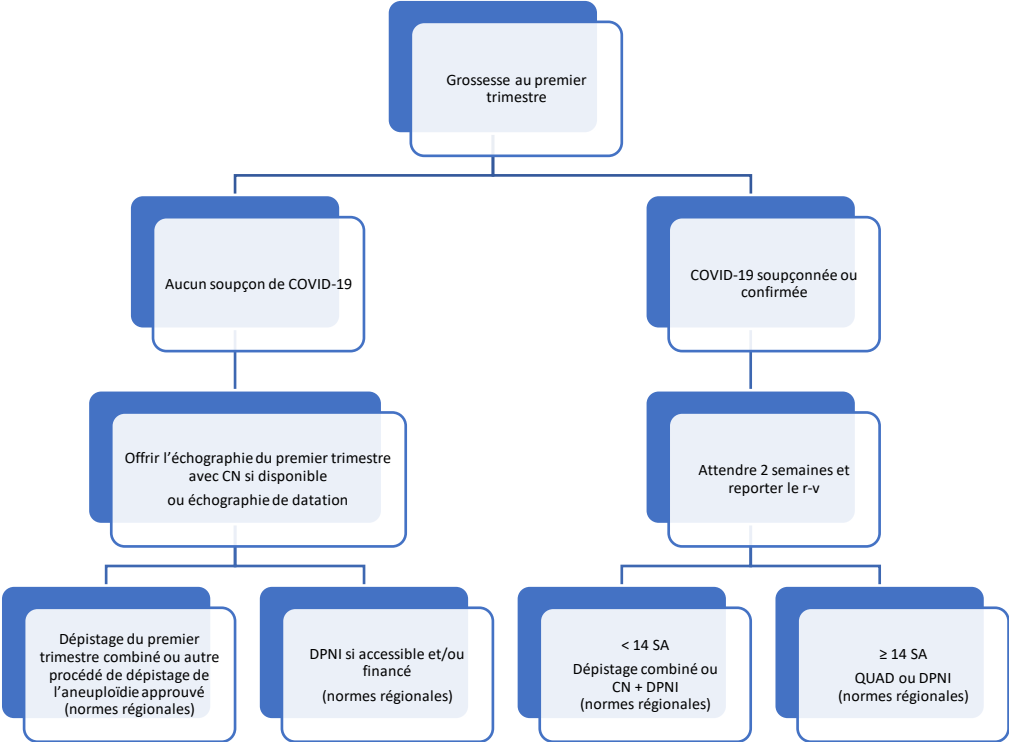 Grossesse au premier
trimestre
Aucun soupçon de COVID-19
COVID-19 soupçonnée ou
confirmée
Offrir l'échographie du premier trimestre
avec CN si disponible
ou échographie de datation
Attendre 2 semaines et
reporter le r-v
Dépistage du premier
trimestre combiné ou autre
procédé de dépistage de
l'aneuploïdie approuvé
(normes régionales)
DPNI si accessible et/ou
financé
(normes régionales)
< 14 SA
Dépistage combiné ou
CN + DPNI
(normes régionales)
≥ 14 SA
QUAD ou DPNI
(normes régionales)